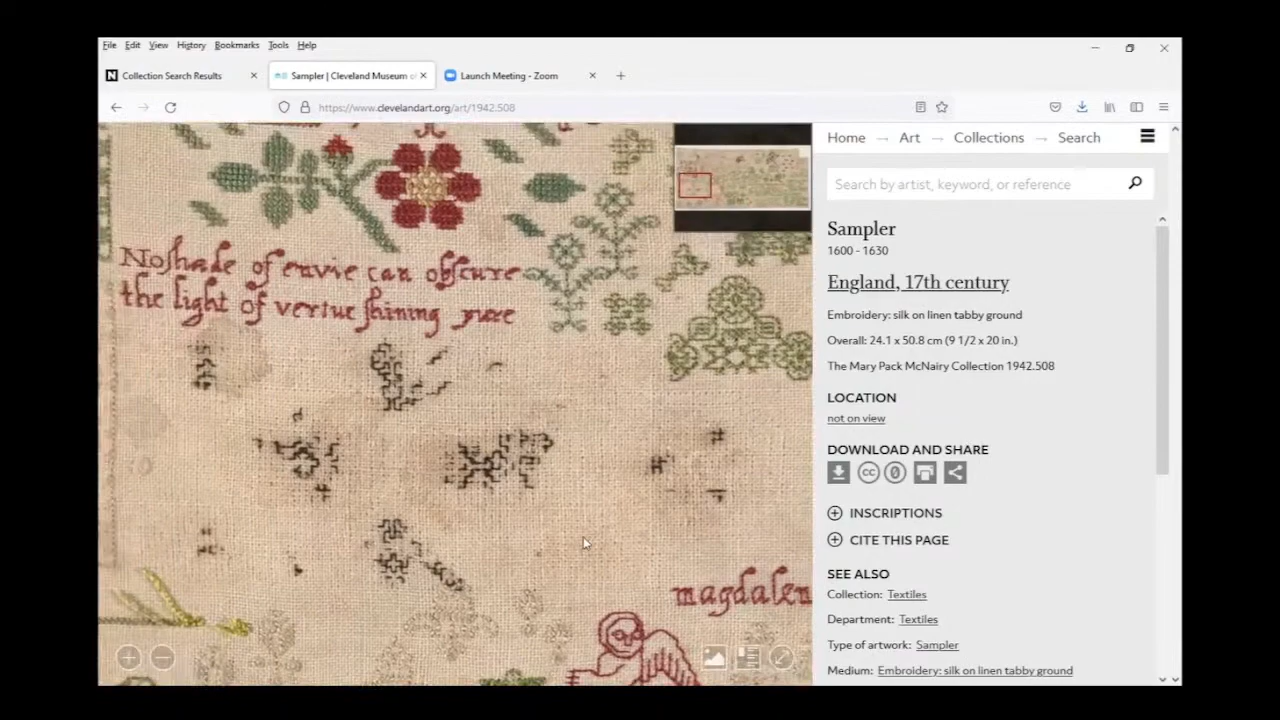 File Edit View History Bookmarks Tools Help
Collection Search Results
Sampler | Cleveland Museum of
Launch Meeting - Zoom
https://www.clevelandart.org/art/1942.508
Home → Art → Collections → Search
Search by artist, keyword, or reference
Sampler
1600 - 1630
England, 17th century
Embroidery: silk on linen tabby ground
Overall: 24.1 x 50.8 cm (9 1/2 x 20 in.)
The Mary Pack McNairy Collection 1942.508
LOCATION
not on view
DOWNLOAD AND SHARE
INSCRIPTIONS
CITE THIS PAGE
SEE ALSO
Collection: Textiles
Department: Textiles
Type of artwork: Sampler
Medium: Embroidery: silk on linen tabby ground
No shade of envie can obscure
the light of vertue shining pure
magdalen